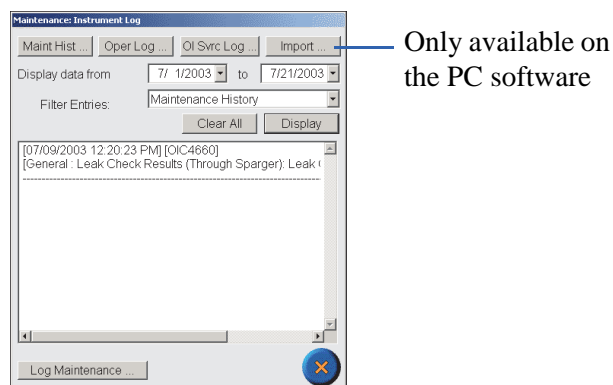 Maintenance: Instrument Log
Maint Hist ... Oper Log ... OI Svrc Log ... Import ...
Only available on
the PC software
Display data from 7/ 1/2003 to 7/21/2003
Filter Entries: Maintenance History
Clear All Display
[07/09/2003 12:20:23 PM] [OIC4660]
[General : Leak Check Results (Through Sparger): Leak
--------------------------------------------------------------------------------
Log Maintenance ...